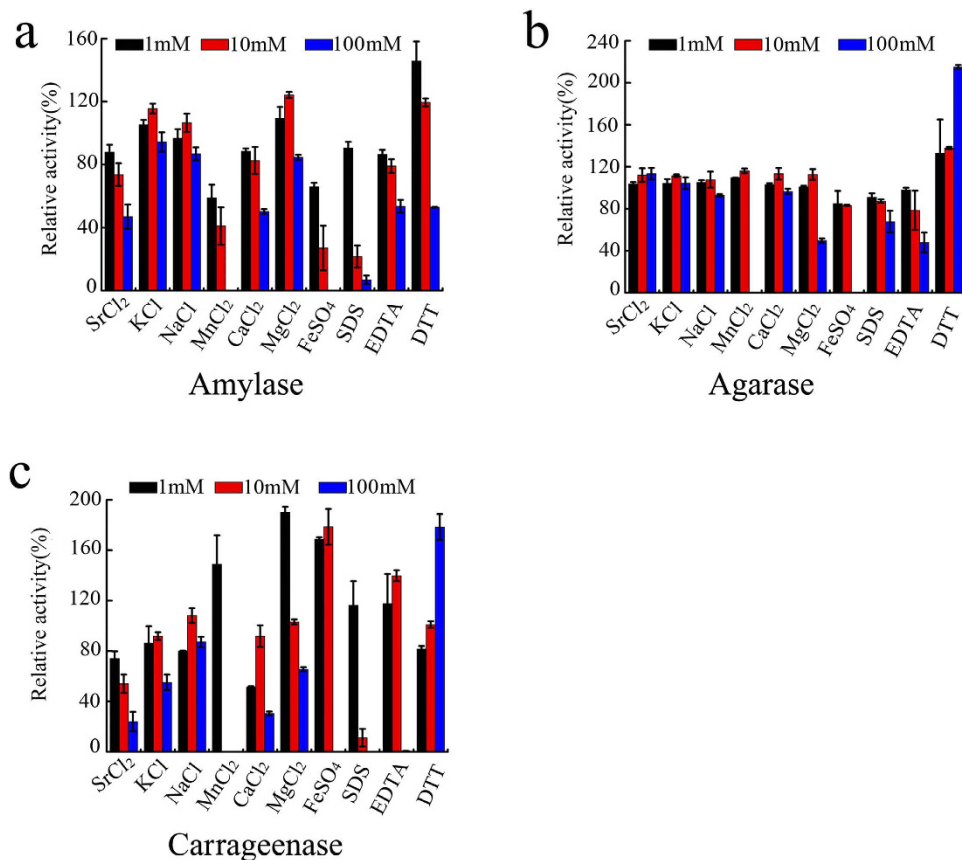 a
1mM 10mM 100mM
Relative activity(%)
160
120
80
40
0
SrCl₂ KCl NaCl MnCl₂ CaCl₂ MgCl₂ FeSO₄ SDS EDTA DTT
Amylase
b
1mM 10mM 100mM
Relative activity(%)
240
200
160
120
80
40
0
SrCl₂ KCl NaCl MnCl₂ CaCl₂ MgCl₂ FeSO₄ SDS EDTA DTT
Agarase
c
1mM 10mM 100mM
Relative activity(%)
200
160
120
80
40
0
SrCl₂ KCl NaCl MnCl₂ CaCl₂ MgCl₂ FeSO₄ SDS EDTA DTT
Carrageenase